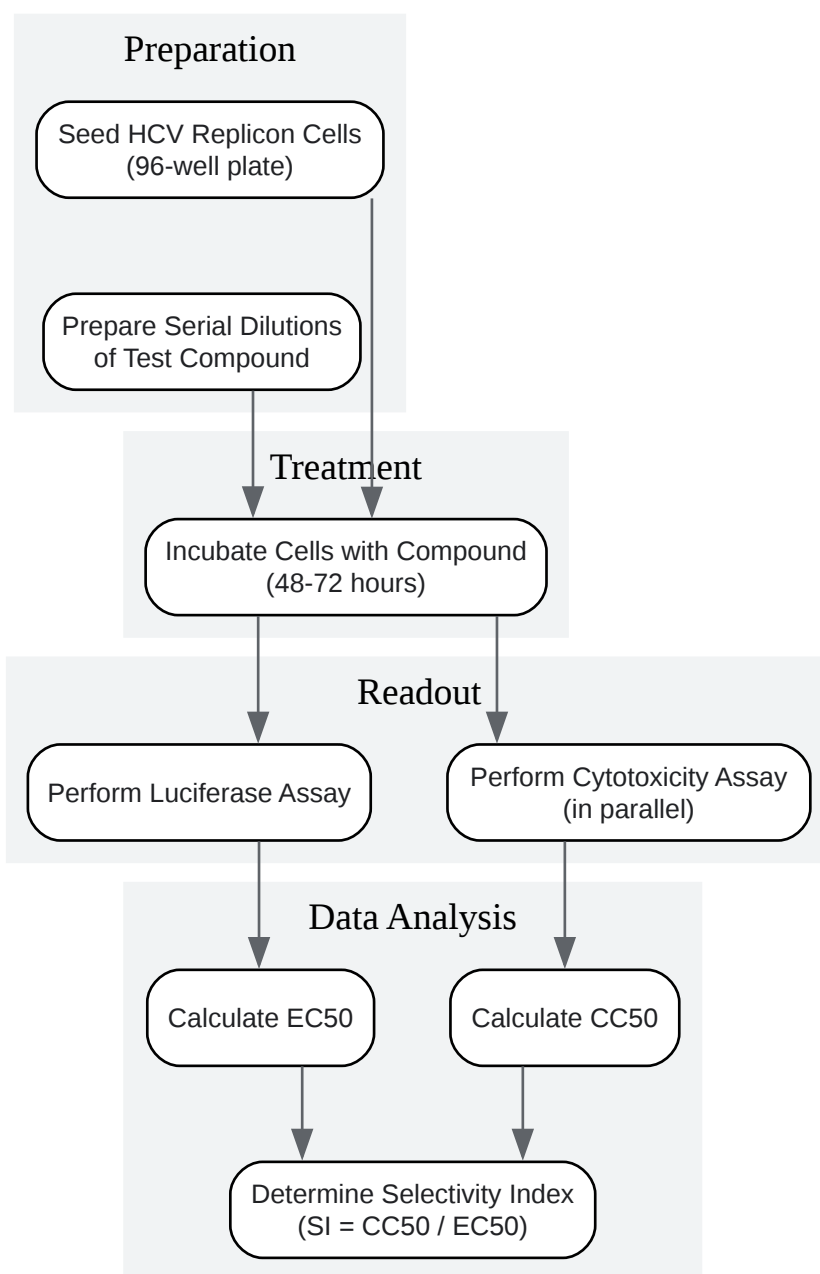 Preparation
Seed HCV Replicon Cells
(96-well plate)
Prepare Serial Dilutions
of Test Compound
Treatment
Incubate Cells with Compound
(48-72 hours)
Readout
Perform Luciferase Assay
Perform Cytotoxicity Assay
(in parallel)
Data Analysis
Calculate EC50
Calculate CC50
Determine Selectivity Index
(SI = CC50 / EC50)